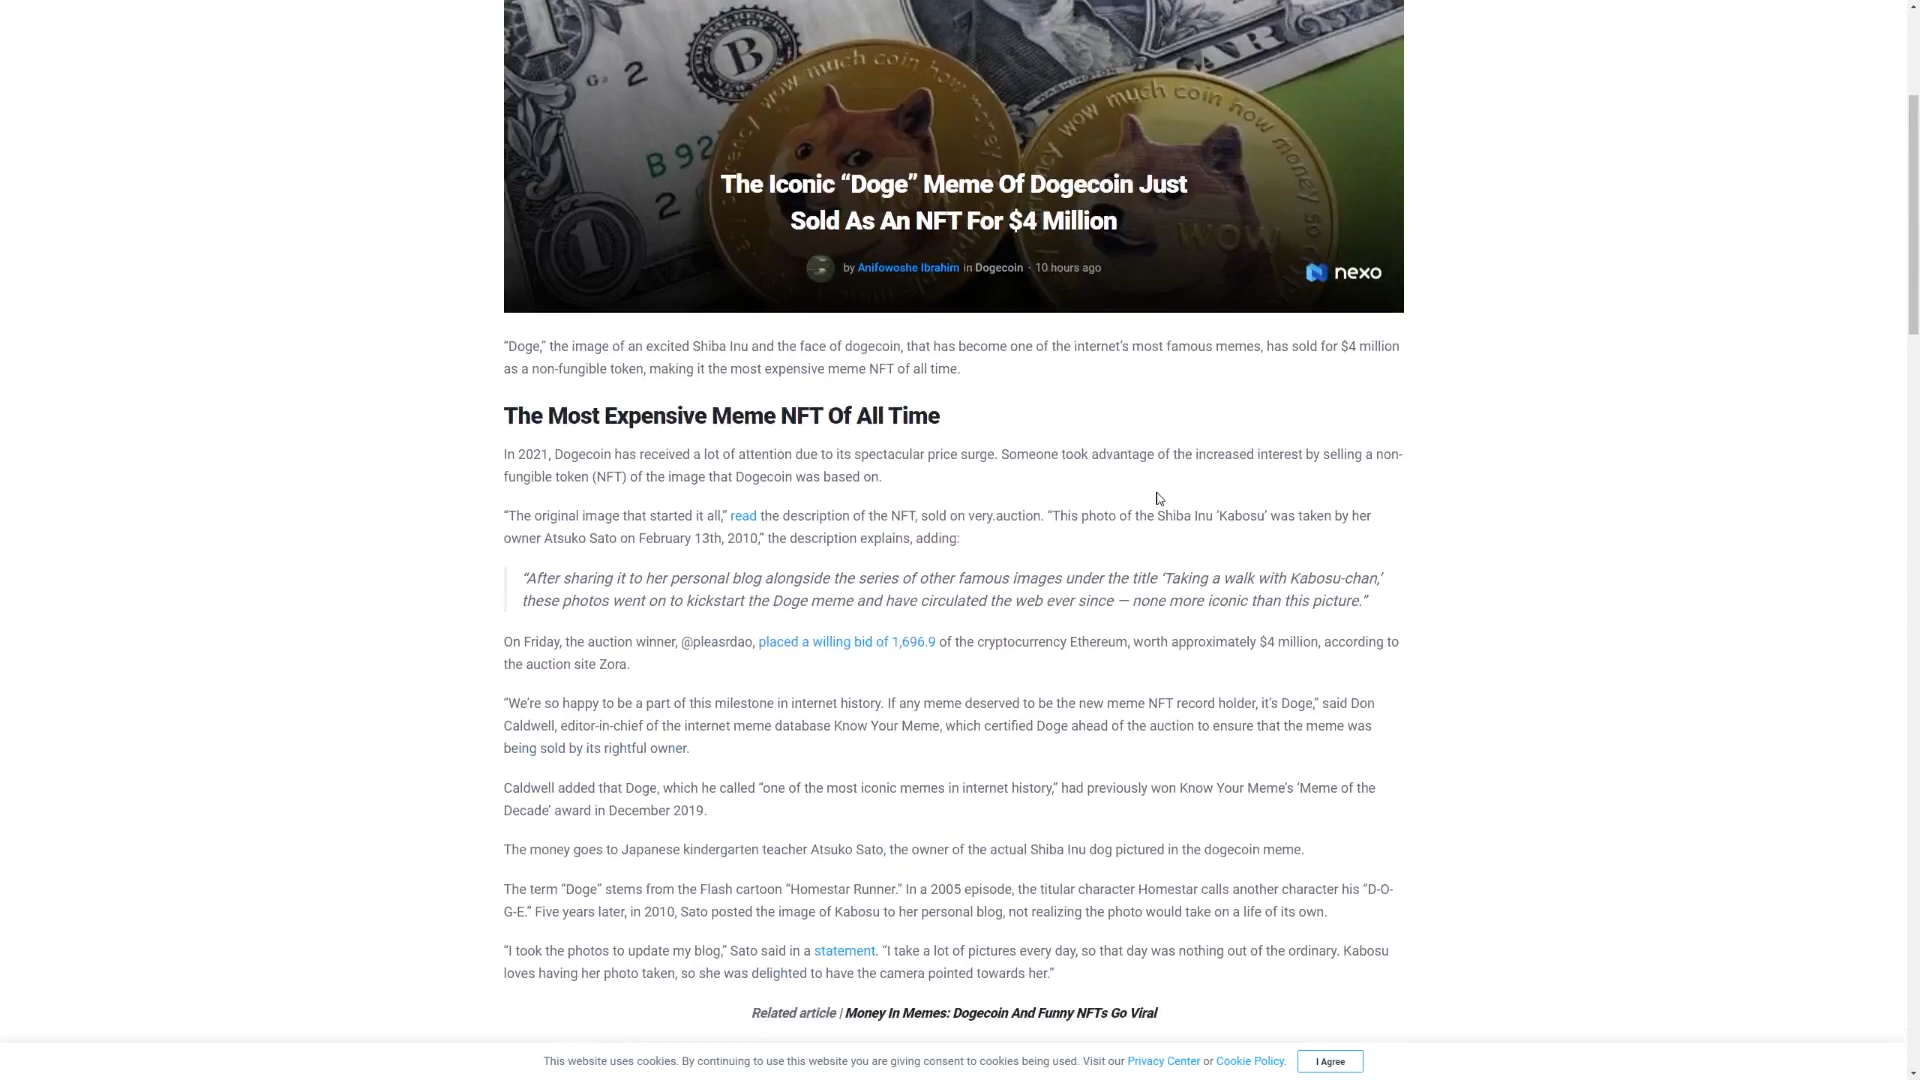 wow much coin how money
wow much coin how money so
WOW
B
G₂ 2
B 92
2
1
WASHINGTON
The Iconic “Doge” Meme Of Dogecoin Just
Sold As An NFT For $4 Million
by Anifowoshe Ibrahim in Dogecoin - 10 hours ago
nexo
“Doge,” the image of an excited Shiba Inu and the face of dogecoin, that has become one of the internet’s most famous memes, has sold for $4 million
as a non-fungible token, making it the most expensive meme NFT of all time.
The Most Expensive Meme NFT Of All Time
In 2021, Dogecoin has received a lot of attention due to its spectacular price surge. Someone took advantage of the increased interest by selling a non-
fungible token (NFT) of the image that Dogecoin was based on.
“The original image that started it all,” read the description of the NFT, sold on very.auction. “This photo of the Shiba Inu ‘Kabosu’ was taken by her
owner Atsuko Sato on February 13th, 2010,” the description explains, adding:
“After sharing it to her personal blog alongside the series of other famous images under the title ‘Taking a walk with Kabosu-chan,’
these photos went on to kickstart the Doge meme and have circulated the web ever since — none more iconic than this picture.”
On Friday, the auction winner, @pleasrdao, placed a willing bid of 1,696.9 of the cryptocurrency Ethereum, worth approximately $4 million, according to
the auction site Zora.
“We’re so happy to be a part of this milestone in internet history. If any meme deserved to be the new meme NFT record holder, it’s Doge,” said Don
Caldwell, editor-in-chief of the internet meme database Know Your Meme, which certified Doge ahead of the auction to ensure that the meme was
being sold by its rightful owner.
Caldwell added that Doge, which he called “one of the most iconic memes in internet history,” had previously won Know Your Meme’s ‘Meme of the
Decade’ award in December 2019.
The money goes to Japanese kindergarten teacher Atsuko Sato, the owner of the actual Shiba Inu dog pictured in the dogecoin meme.
The term “Doge” stems from the Flash cartoon “Homestar Runner.” In a 2005 episode, the titular character Homestar calls another character his “D-O-
G-E.” Five years later, in 2010, Sato posted the image of Kabosu to her personal blog, not realizing the photo would take on a life of its own.
“I took the photos to update my blog,” Sato said in a statement. “I take a lot of pictures every day, so that day was nothing out of the ordinary. Kabosu
loves having her photo taken, so she was delighted to have the camera pointed towards her.”
Related article | Money In Memes: Dogecoin And Funny NFTs Go Viral
This website uses cookies. By continuing to use this website you are giving consent to cookies being used. Visit our Privacy Center or Cookie Policy.
I Agree